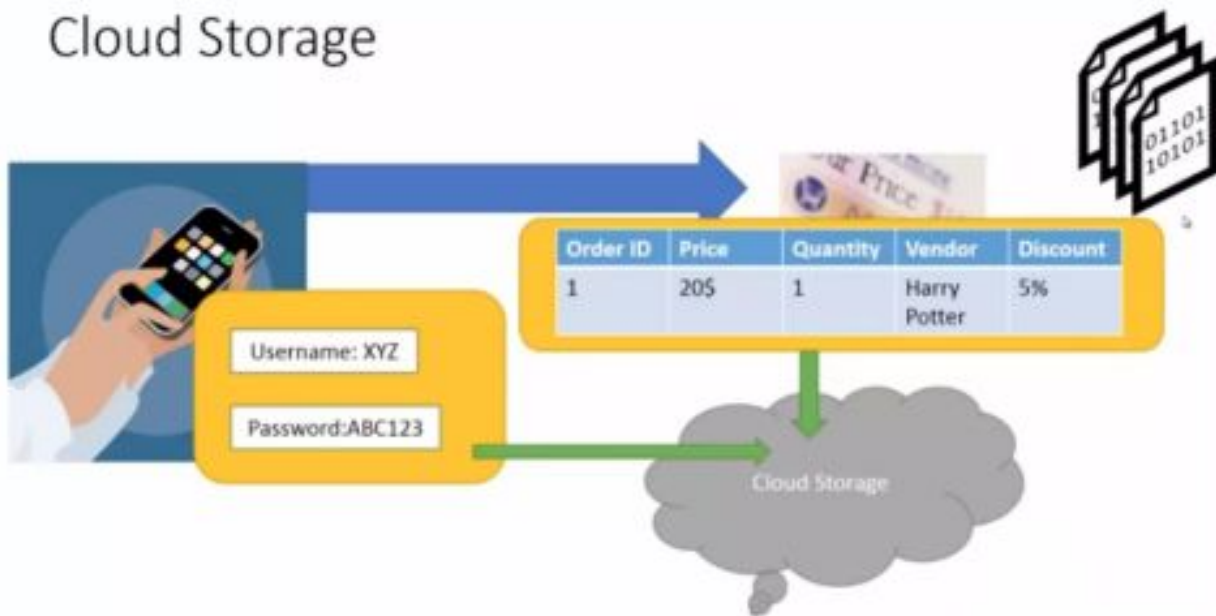 Cloud Storage
01101
10101
Price
Order ID Price Quantity Vendor Discount
1 20$ 1 Harry Potter 5%
Username: XYZ
Password:ABC123
Cloud Storage